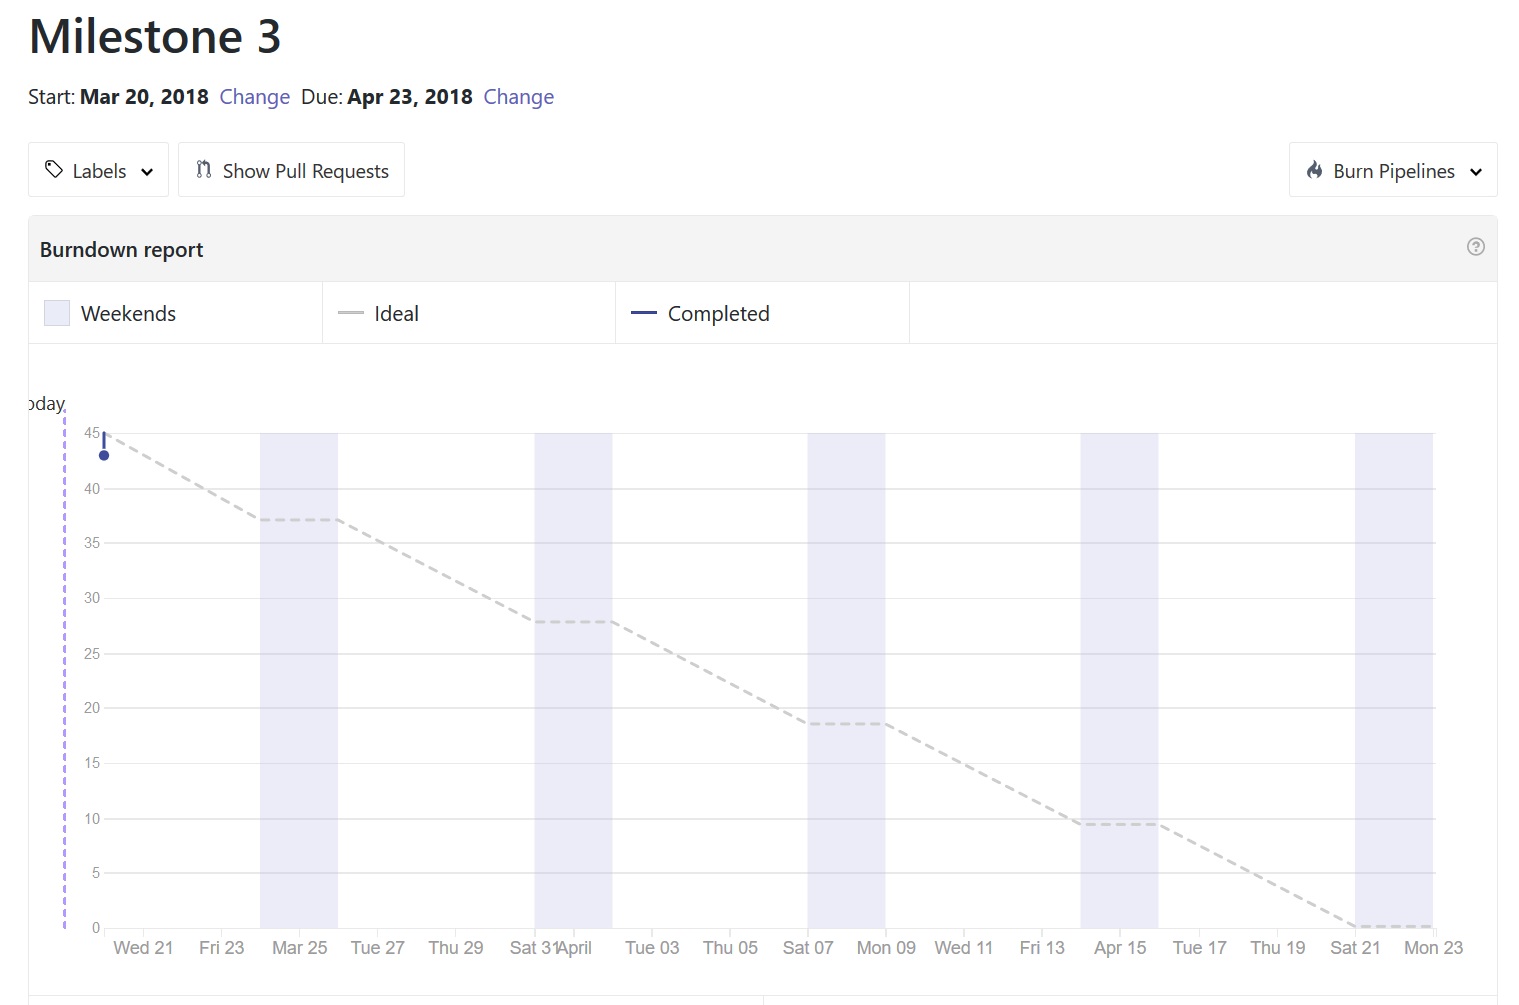 Milestone 3
Start: Mar 20, 2018 Change Due: Apr 23, 2018 Change
Labels Show Pull Requests Burn Pipelines
Burndown report
Weekends Ideal Completed
oday
45
40
35
30
25
20
15
10
5
0
Wed 21 Fri 23 Mar 25 Tue 27 Thu 29 Sat 31 April Tue 03 Thu 05 Sat 07 Mon 09 Wed 11 Fri 13 Apr 15 Tue 17 Thu 19 Sat 21 Mon 23